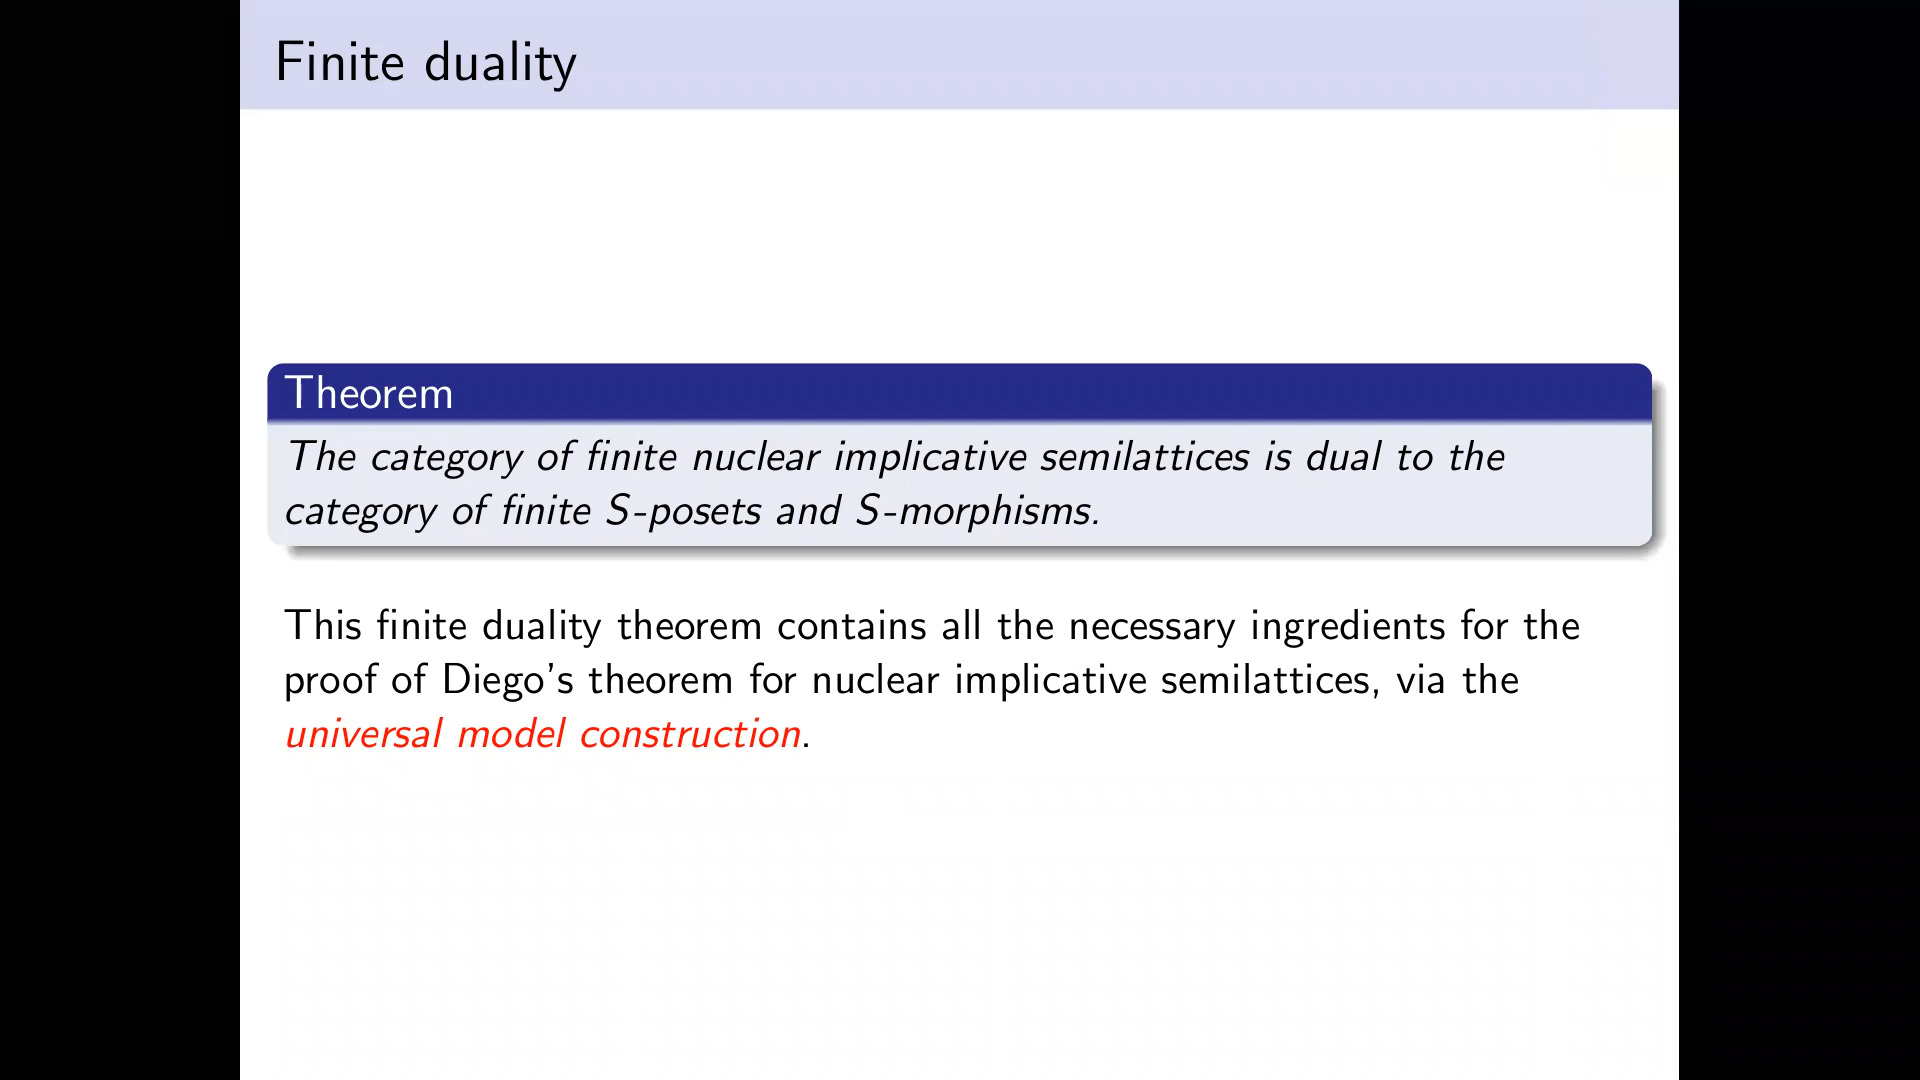 Finite duality
Theorem
The category of finite nuclear implicative semilattices is dual to the
category of finite S-posets and S-morphisms.
This finite duality theorem contains all the necessary ingredients for the
proof of Diego's theorem for nuclear implicative semilattices, via the
universal model construction.